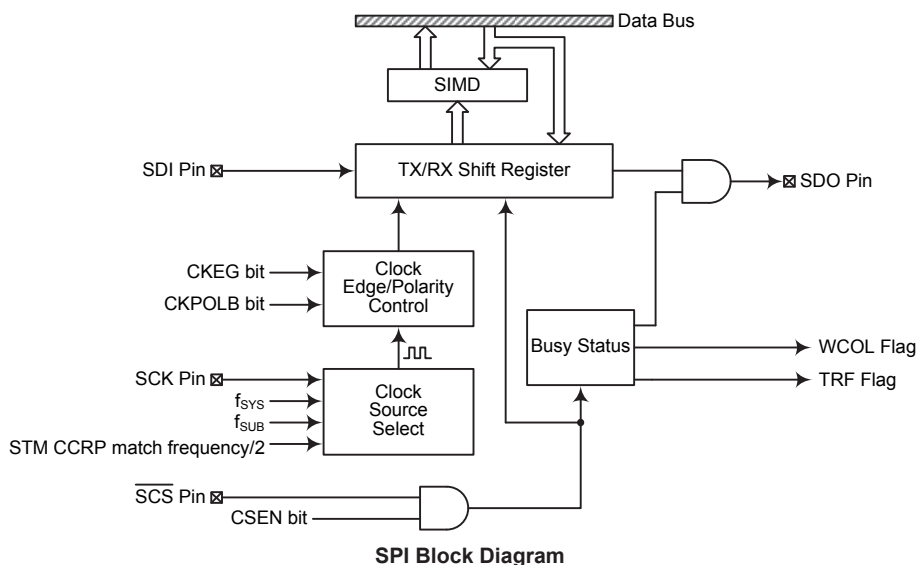 Data Bus
SIMD
SDI Pin
TX/RX Shift Register
SDO Pin
CKEG bit
CKPOLB bit
Clock
Edge/Polarity
Control
Busy Status
WCOL Flag
TRF Flag
SCK Pin
fSYS
fSUB
STM CCRP match frequency/2
Clock
Source
Select
SCS Pin
CSEN bit
SPI Block Diagram